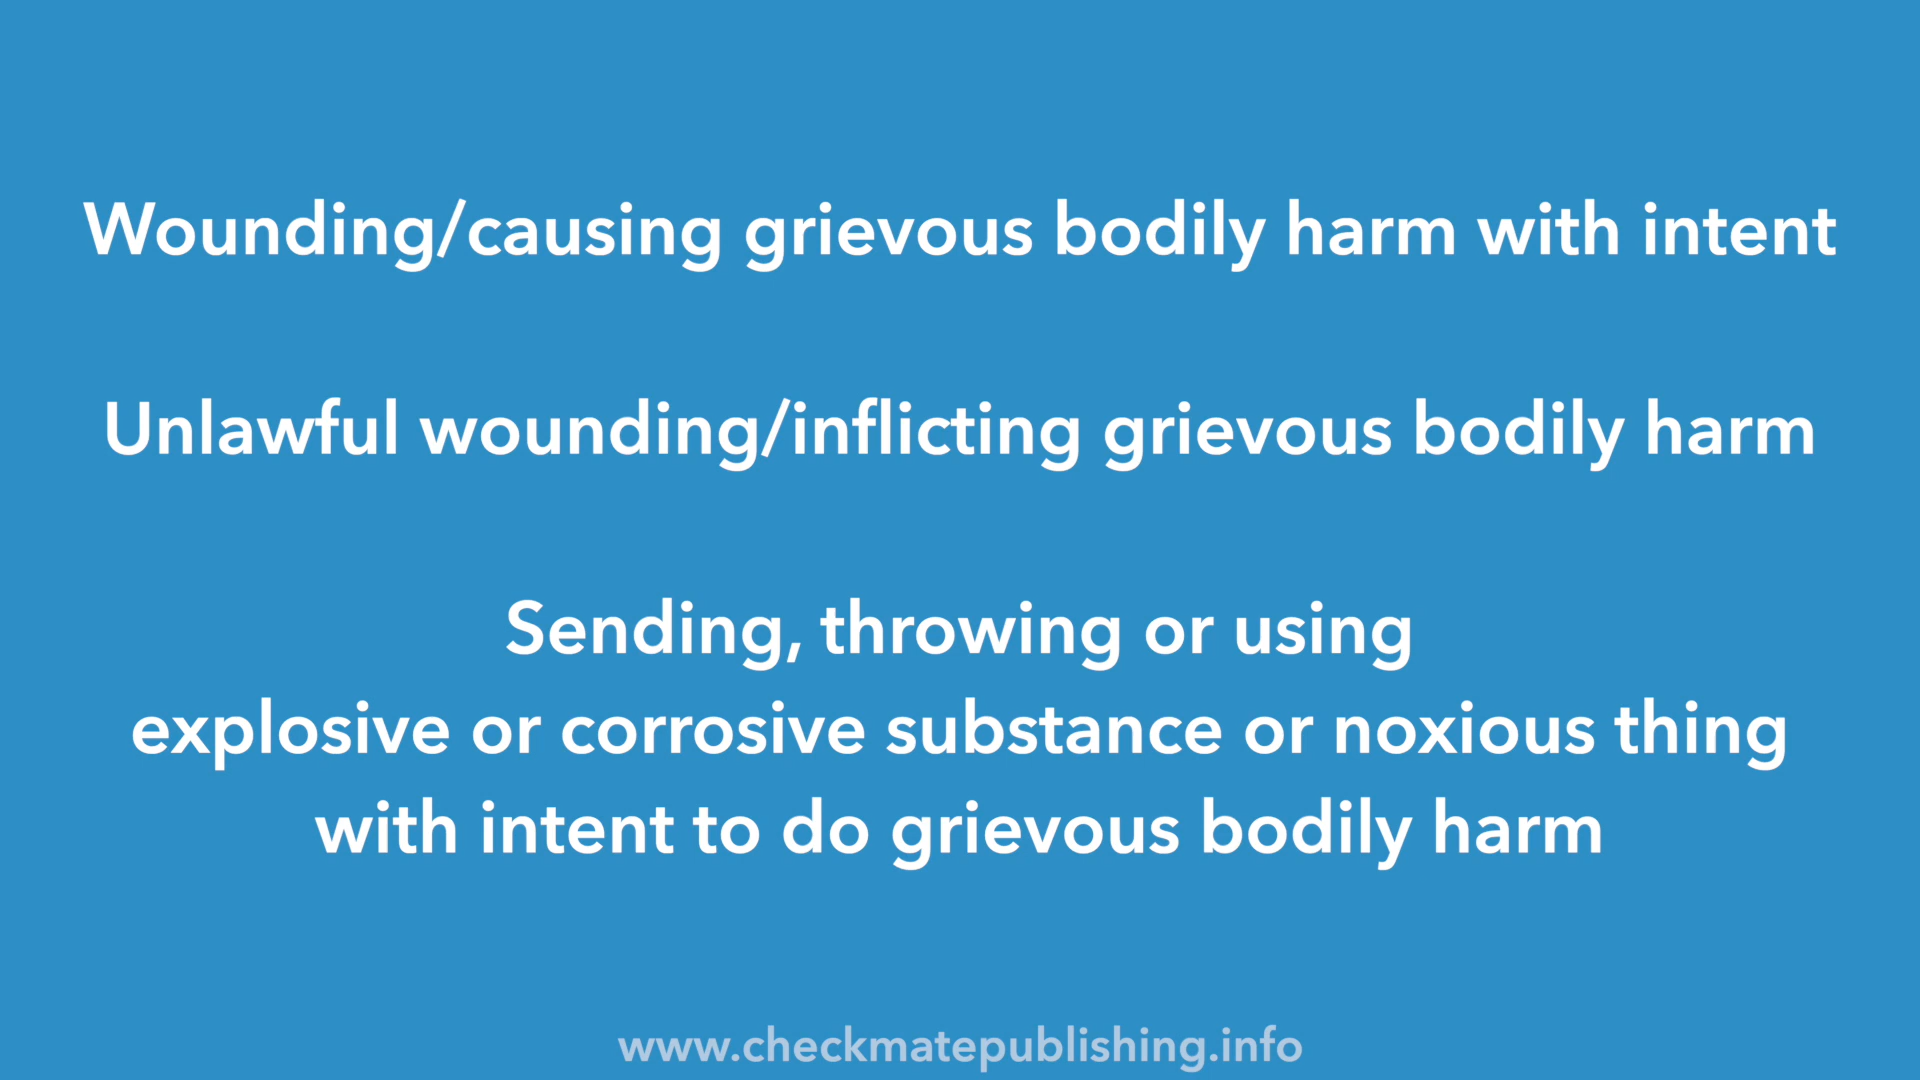 Wounding/causing grievous bodily harm with intent
Unlawful wounding/inflicting grievous bodily harm
Sending, throwing or using
explosive or corrosive substance or noxious thing
with intent to do grievous bodily harm
www.checkmatepublishing.info